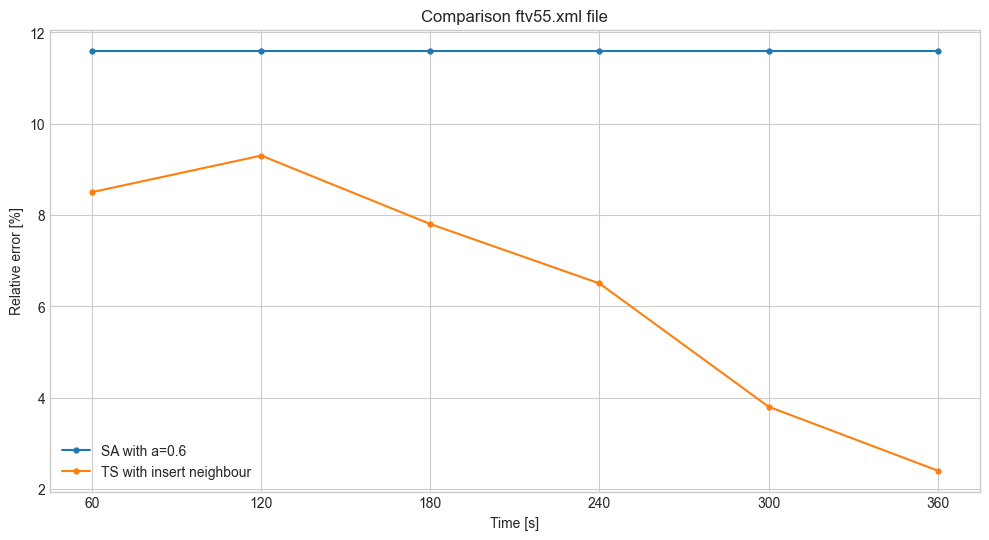 Comparison ftv55.xml file
Relative error [%]
12
10
8
6
4
2
SA with a=0.6
TS with insert neighbour
60 120 180 240 300 360
Time [s]